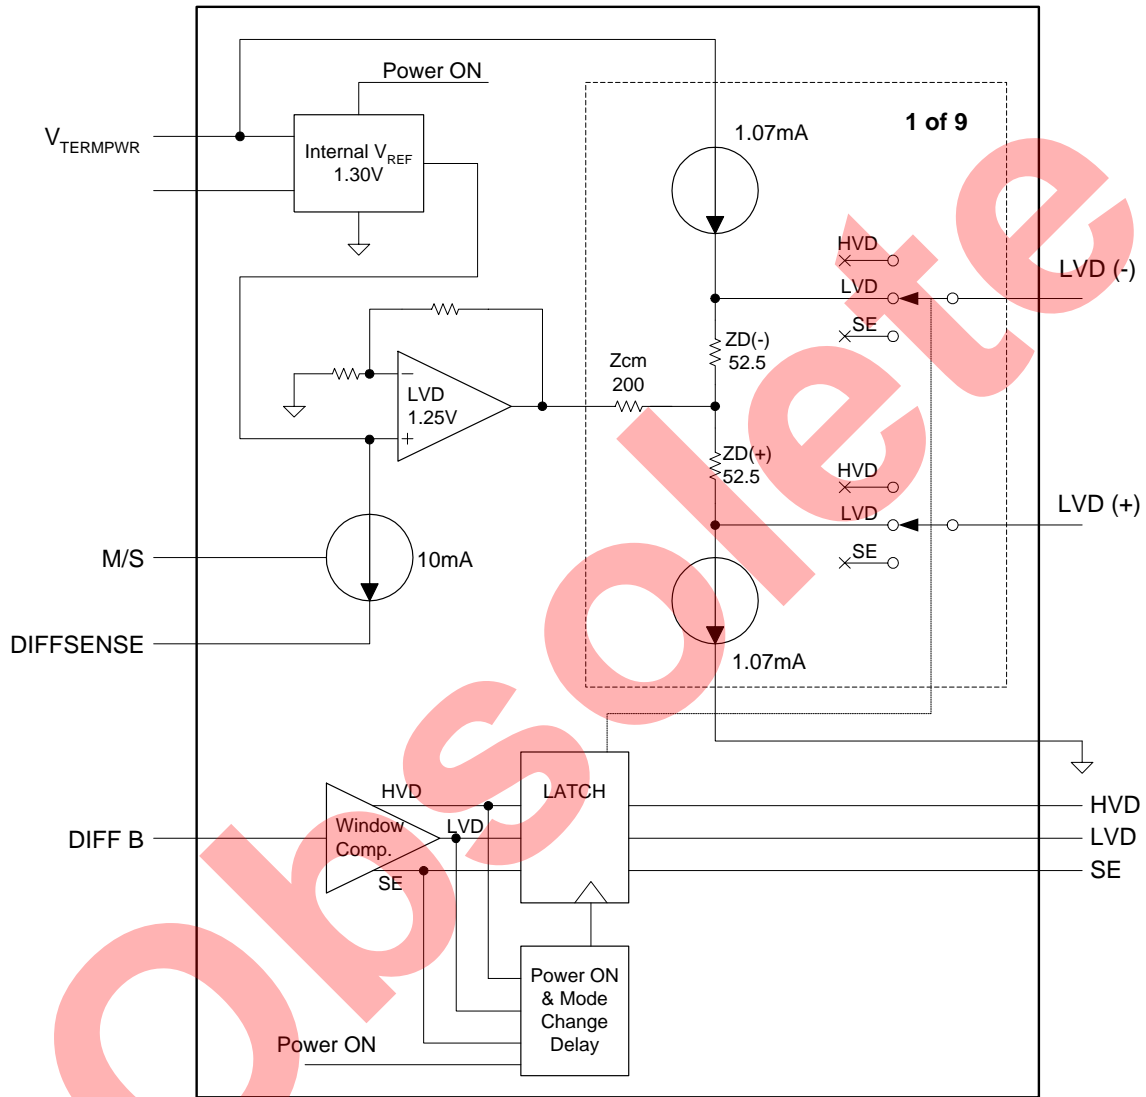 Power ON
1 of 9
1.07mA
VTERMPWR
Internal VREF
1.30V
HVD
LVD (-)
LVD
SE
ZD(-)
52.5
Zcm
200
LVD
1.25V
−
+
ZD(+)
52.5
HVD
LVD (+)
LVD
SE
M/S
10mA
DIFFSENSE
1.07mA
HVD
LATCH
HVD
DIFF B
Window
Comp.
LVD
LVD
SE
SE
Power ON
& Mode
Change
Delay
Power ON
Obsolete